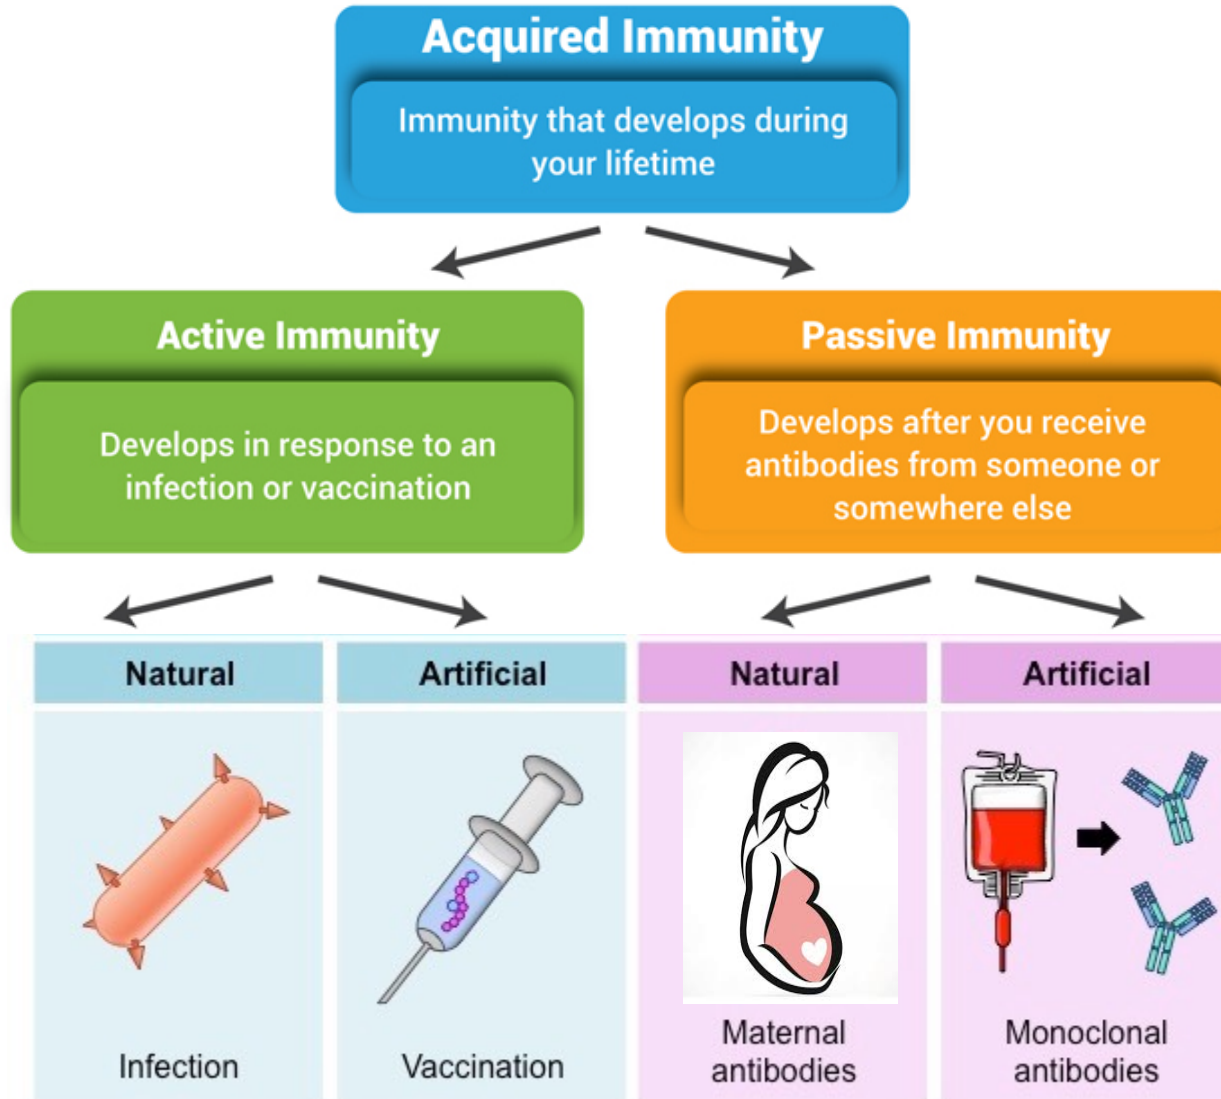 Acquired Immunity
Immunity that develops during
your lifetime
Active Immunity
Develops in response to an
infection or vaccination
Passive Immunity
Develops after you receive
antibodies from someone or
somewhere else
Natural
Artificial
Natural
Artificial
Infection
Vaccination
Maternal
antibodies
Monoclonal
antibodies